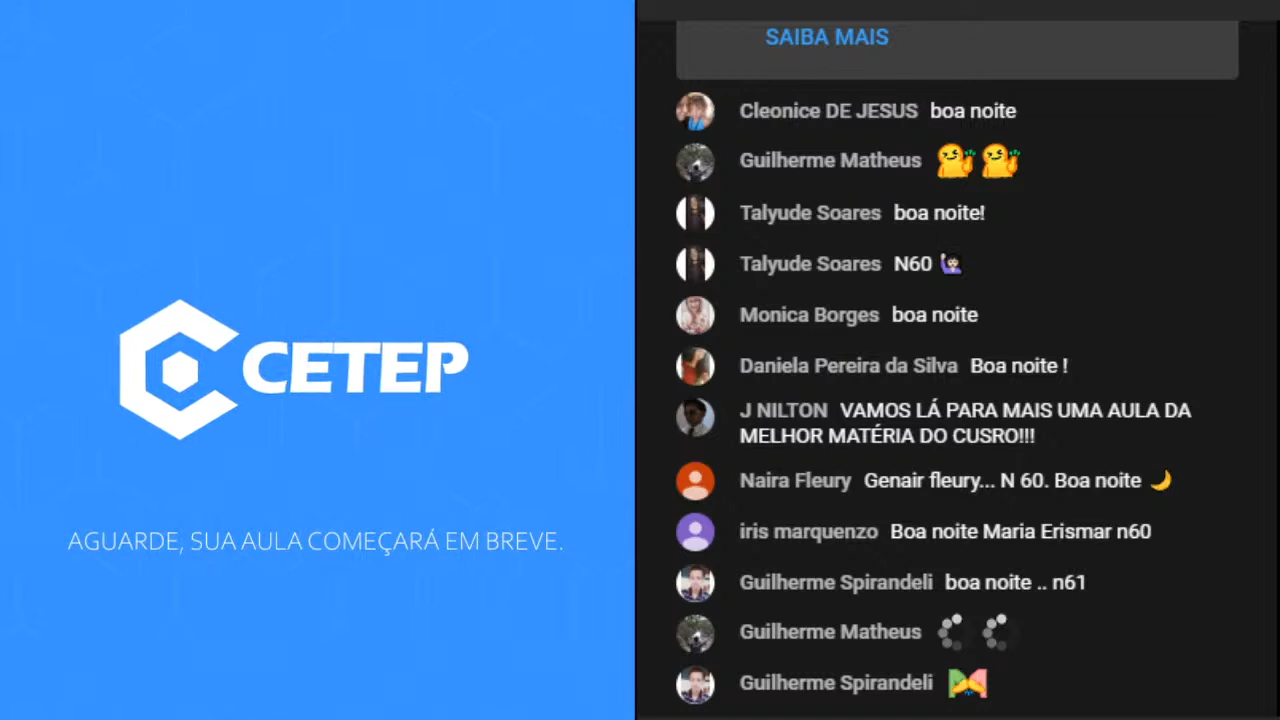 CETEP
AGUARDE, SUA AULA COMEÇARÁ EM BREVE.
SAIBA MAIS
Cleonice DE JESUS boa noite
Guilherme Matheus
Talyude Soares boa noite!
Talyude Soares N60 🙋🏻‍♀️
Monica Borges boa noite
Daniela Pereira da Silva Boa noite !
J NILTON VAMOS LÁ PARA MAIS UMA AULA DA
MELHOR MATÉRIA DO CUSRO!!!
Naira Fleury Genair fleury... N 60. Boa noite 🌙
iris marquenzo Boa noite Maria Erismar n60
Guilherme Spirandeli boa noite .. n61
Guilherme Matheus
Guilherme Spirandeli